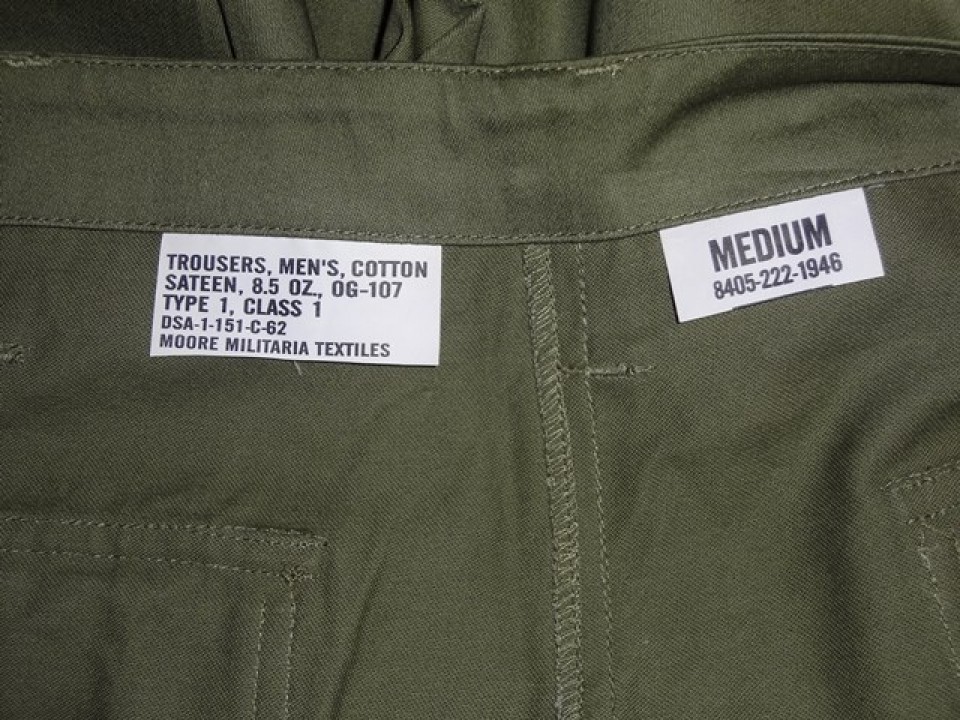 TROUSERS, MEN'S, COTTON
SATEEN, 8.5 OZ., OG-107
TYPE 1, CLASS 1
DSA-1-151-C-62
MOORE MILITARIA TEXTILES
MEDIUM
8405-222-1946